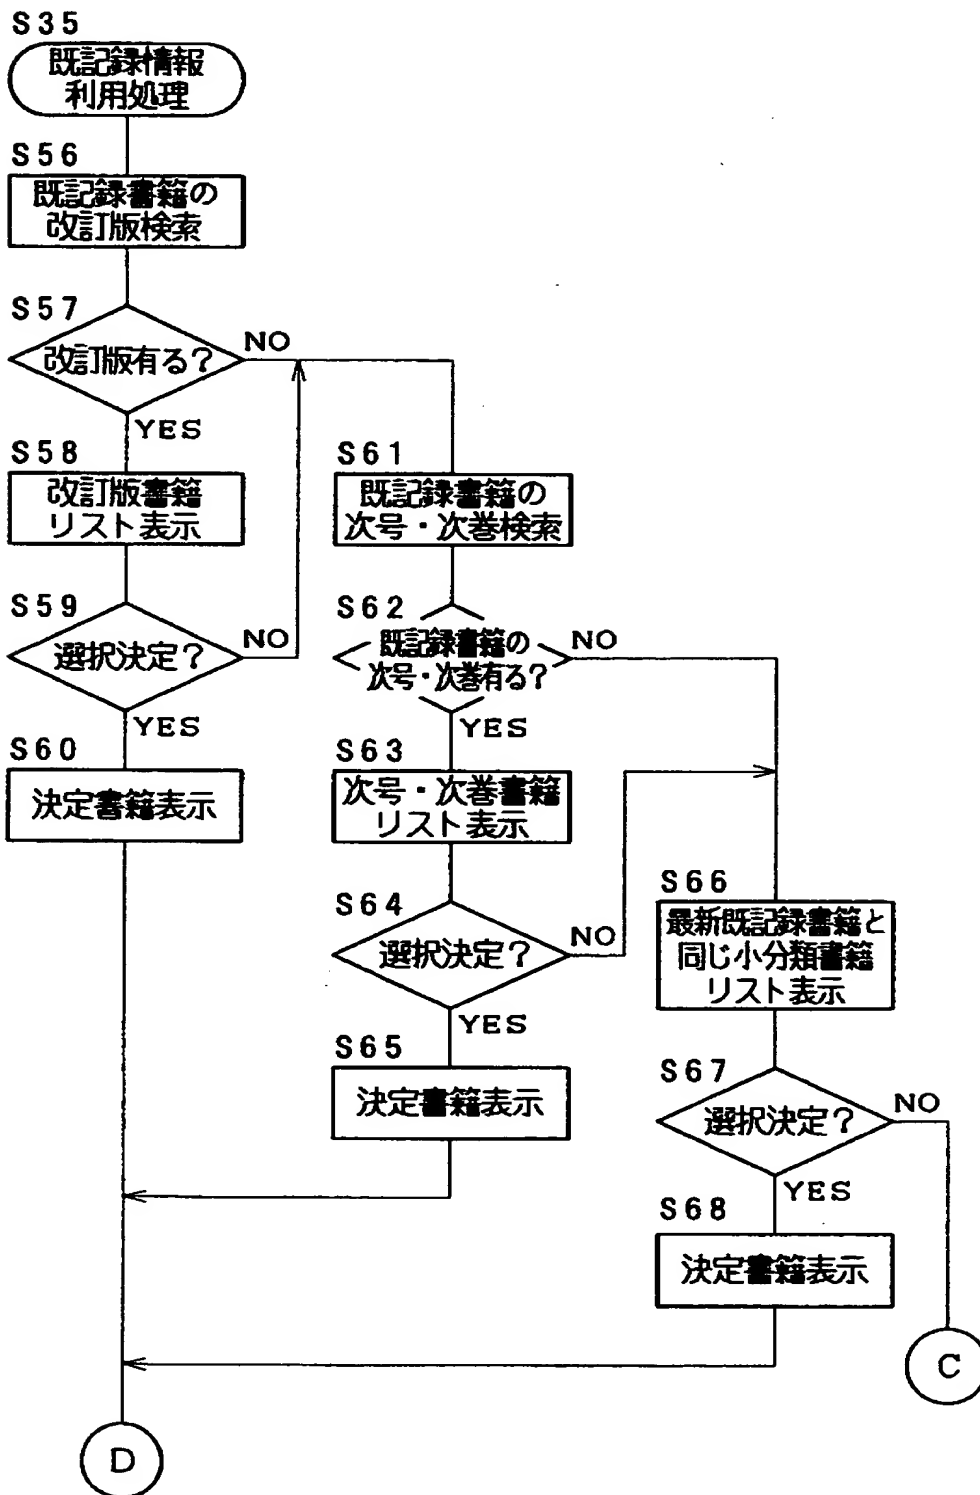 S35
既記録情報
利用処理
S56
既記録書籍の
改訂版検索
S57
改訂版有る？
NO
YES
S58
改訂版書籍
リスト表示
S59
選択決定？
NO
YES
S60
決定書籍表示
S61
既記録書籍の
次号・次巻検索
S62
既記録書籍の
次号・次巻有る？
NO
YES
S63
次号・次巻書籍
リスト表示
S64
選択決定？
NO
YES
S65
決定書籍表示
S66
最新既記録書籍と
同じ小分類書籍
リスト表示
S67
選択決定？
NO
YES
S68
決定書籍表示
C
D